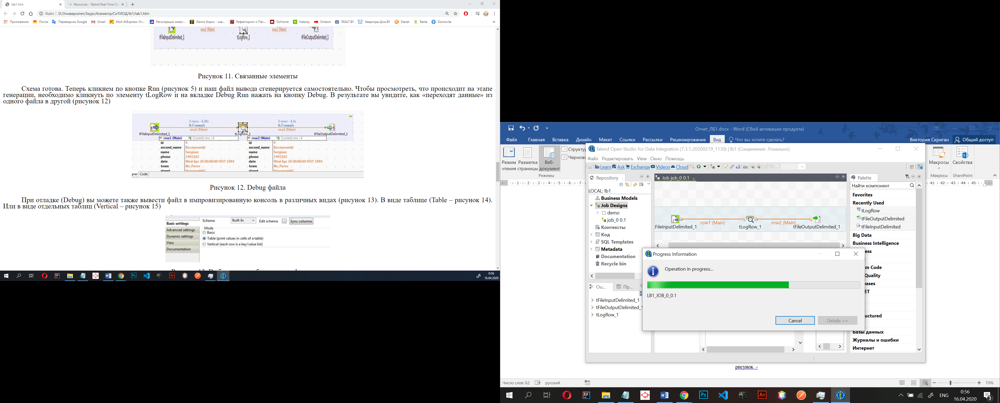 lab1.htm
Resources - Talend Real-Time Op
Файл
D:/Университет/3курс/6семестр/СиТИОД/lb1/lab1.htm
Приложения
Почта
Переводчик Google
Gmail
Мой AliExpress: Уп...
Регистрация новог...
Лапин Борис - ска...
Рефакторинг и Пат...
GoHome
Hata.by
Sindom
REALT.BY
Квартира-Дом.BY
Slanet
Resta
Domovita
»
row1 (Main)
row2 (Main)
tFileInputDelimited_1
tLogRow_1
tFileOutputDelimited_1
Рисунок 11. Связанные элементы
Схема готова. Теперь кликнем по кнопке Run (рисунок 5) и наш файл вывода сгенерируется самостоятельно. Чтобы просмотреть, что происходит на этапе
генерации, необходимо кликнуть по элементу tLogRow и на вкладке Debug Run нажать на кнопку Debug. В результате вы увидите, как «переходят данные» из
одного файла в другой (рисунок 12)
3 rows - 4.28s
0.7 rows/s
row1 (Main)
3 rows - 4.3s
0.7 rows/s
row2 (Main)
tFileInputDelimited_1
tLogRow_1
tFileOutputDelimited_1
row1 (Main)
Current row : 4
row2 (Main)
Current row : 4
id 4 id 4
second_name Koczanowski second_name Koczanowski
name Sergiusz name Sergiusz
phone 7491542 phone 7491542
date Wed Apr 20 00:00:00 FEST 1994 date Wed Apr 20 00:00:00 FEST 1994
town Nu_Paree town Nu_Paree
street Pervomajskij street Pervomajskij
gner Code
Рисунок 12. Debug файла
При отладке (Debug) вы можете также вывести файл в импровизированную консоль в различных видах (рисунок 13). В виде таблице (Table – рисунок 14).
Или в виде отдельных таблиц (Vertical – рисунок 15)
Basic settings
Advanced settings
Dynamic settings
View
Documentation
Schema
Built-In
Edit schema
Sync columns
Mode
Basic
Table (print values in cells of a table)
Vertical (each row is a key/value list)
0:56
16.04.2020
Отчет_ЛБ1.docx - Word (Сбой активации продукта)
Файл
Главная
Вставка
Дизайн
Макет
Ссылки
Рассылки
Рецензирование
Вид
Что вы хотите сделать?
Виктория Скриган
Общий доступ
Режим
чтения
Разметка
страницы
Веб-
документ
Структур
Чернови
Режимы
Макросы
Свойства
Макросы
SharePoint
1 2 3 4 5 6 7
41 42 43 44 45
Talend Open Studio for Data Integration (7.3.1.20200219_1130) | lb1 (Соединение: Локально)
Файл
Редактировать
View
Окно
Помощь
Learn
Ask
Exchange
Videos
Cloud
Repository
LOCAL: lb1
Business Models
Job Designs
demo
job_0 0.1
Контексты
Код
SQL Templates
Metadata
Documentation
Recycle bin
Ou...
Пр...
tFileInputDelimited_1
tFileOutputDelimited_1
tLogRow_1
Job job_0 0.1
row1 (Main)
row2 (Main)
tFileInputDelimited_1
tLogRow_1
tFileOutputDelimited_1
Palette
Найти компонент
Favorites
Recently Used
tLogRow
tFileOutputDelimited
tFileInputDelimited
Big Data
Business Intelligence
ess
m Code
Quality
bases
ET
uctured
Базы данных
Журналы и ошибки
Интернет
Progress Information
Operation in progress...
LB1_JOB_0_0.1
Cancel
Details >>
рисунок –
Число слов: 62
русский
70%
ENG
0:56
16.04.2020
3